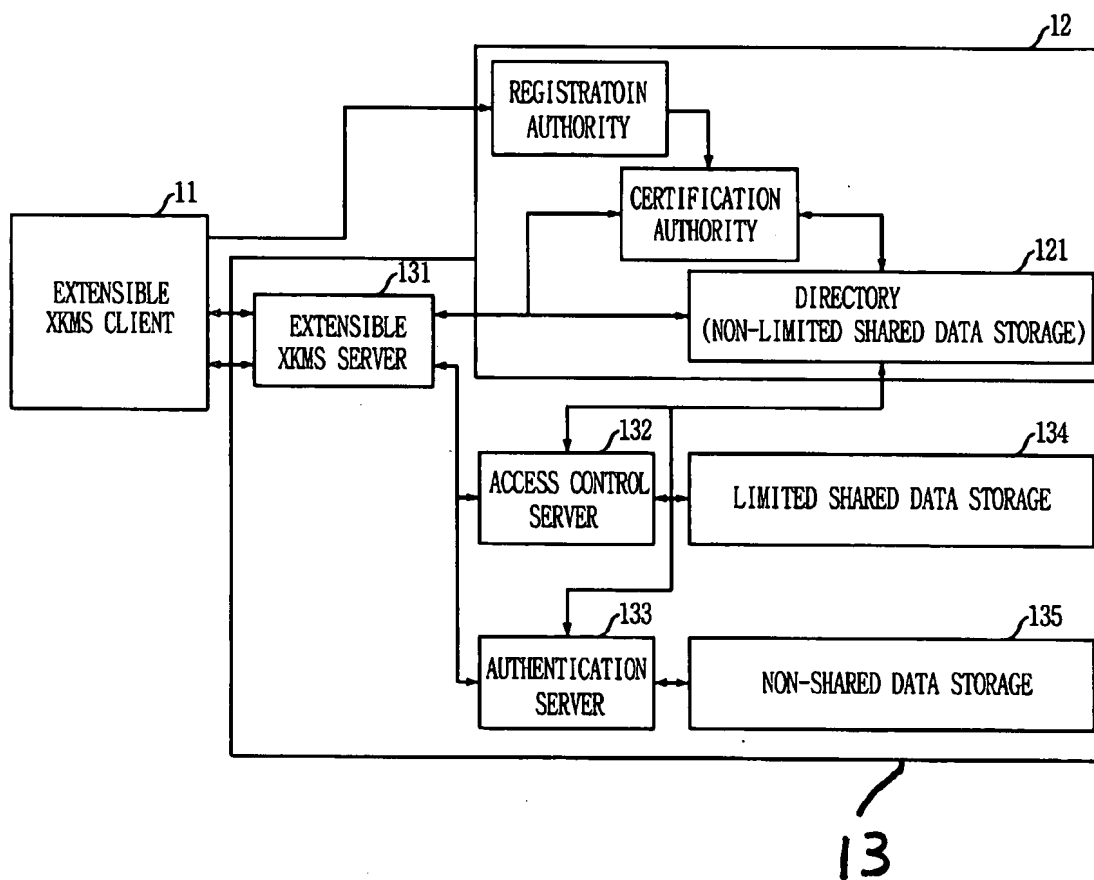 12
REGISTRATOIN
AUTHORITY
11
CERTIFICATION
AUTHORITY
EXTENSIBLE
XKMS CLIENT
131
EXTENSIBLE
XKMS SERVER
121
DIRECTORY
(NON-LIMITED SHARED DATA STORAGE)
132
ACCESS CONTROL
SERVER
134
LIMITED SHARED DATA STORAGE
133
AUTHENTICATION
SERVER
135
NON-SHARED DATA STORAGE
13